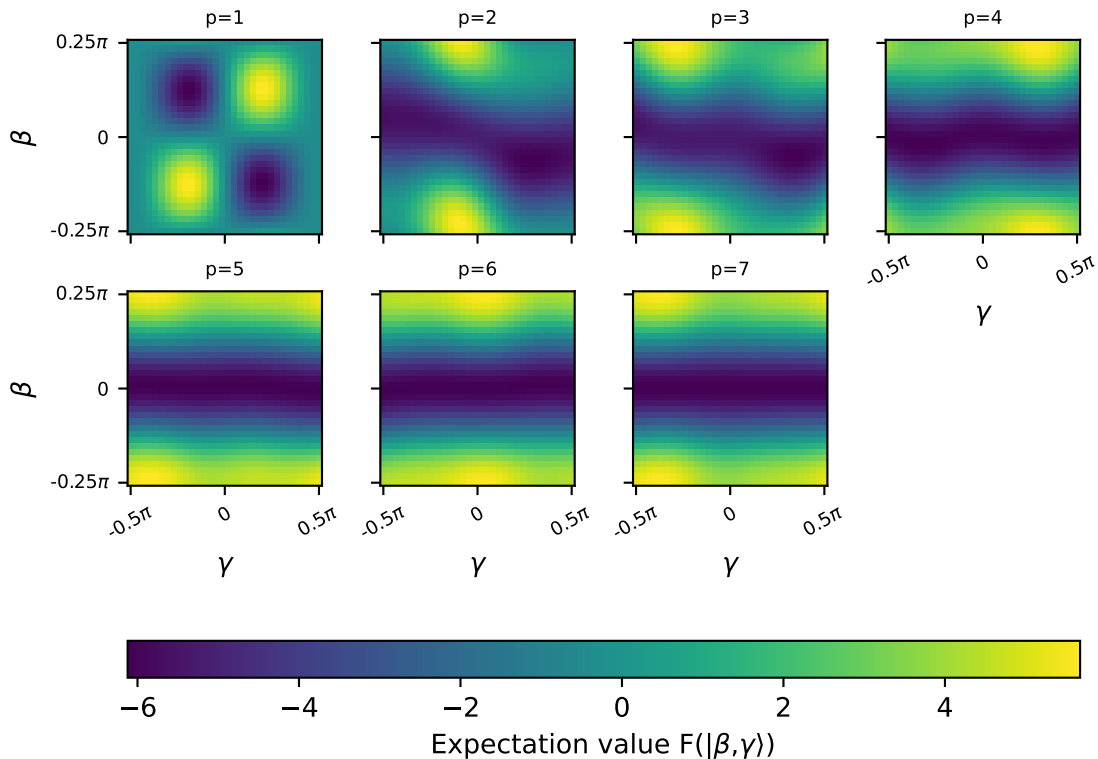 p=1 p=2 p=3 p=4
0.25π
β
0
-0.25π
-0.5π 0 0.5π
γ
p=5 p=6 p=7
0.25π
β
0
-0.25π
-0.5π 0 0.5π -0.5π 0 0.5π -0.5π 0 0.5π
γ γ γ
−6 −4 −2 0 2 4
Expectation value F(|β,γ⟩)